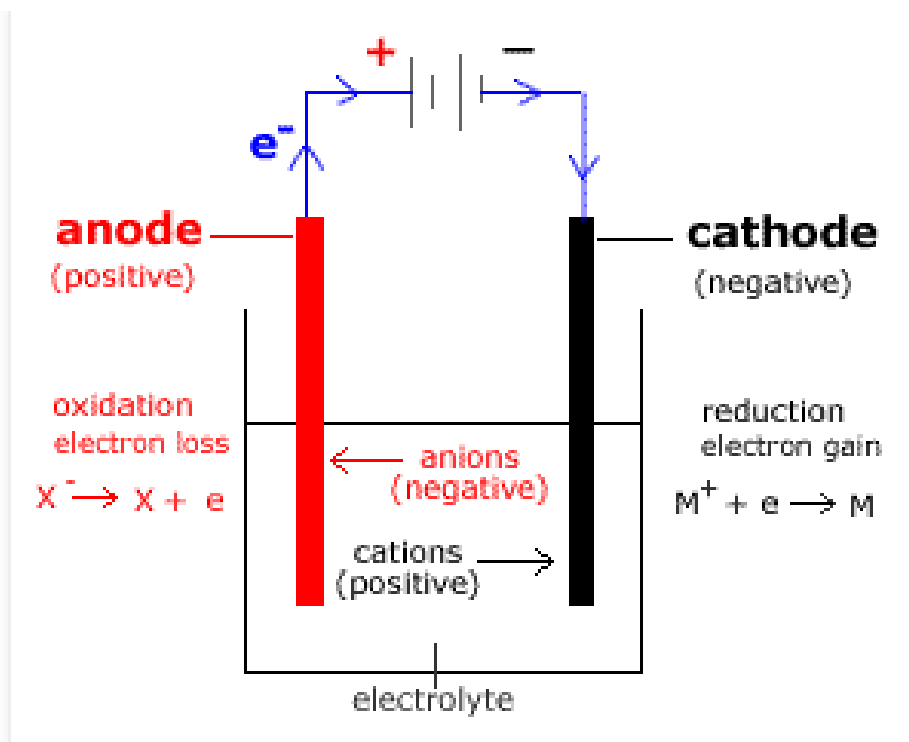 + −
e⁻
anode
(positive)
cathode
(negative)
oxidation
electron loss
X⁻ → X + e
anions
(negative)
cations
(positive)
reduction
electron gain
M⁺ + e → M
electrolyte